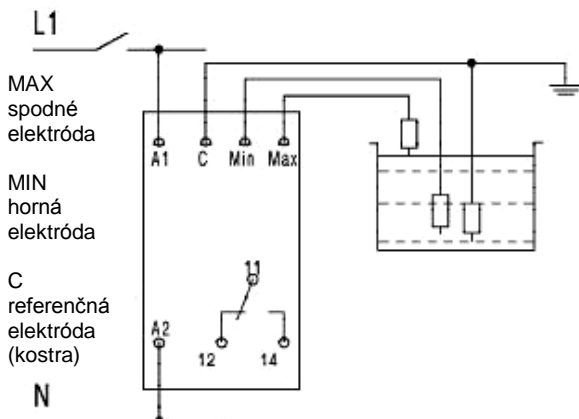 L1
MAX
spodné
elektróda
MIN
horná
elektróda
C
referenčná
elektróda
(kostra)
N
A1 C Min Max
11
A2
12 14